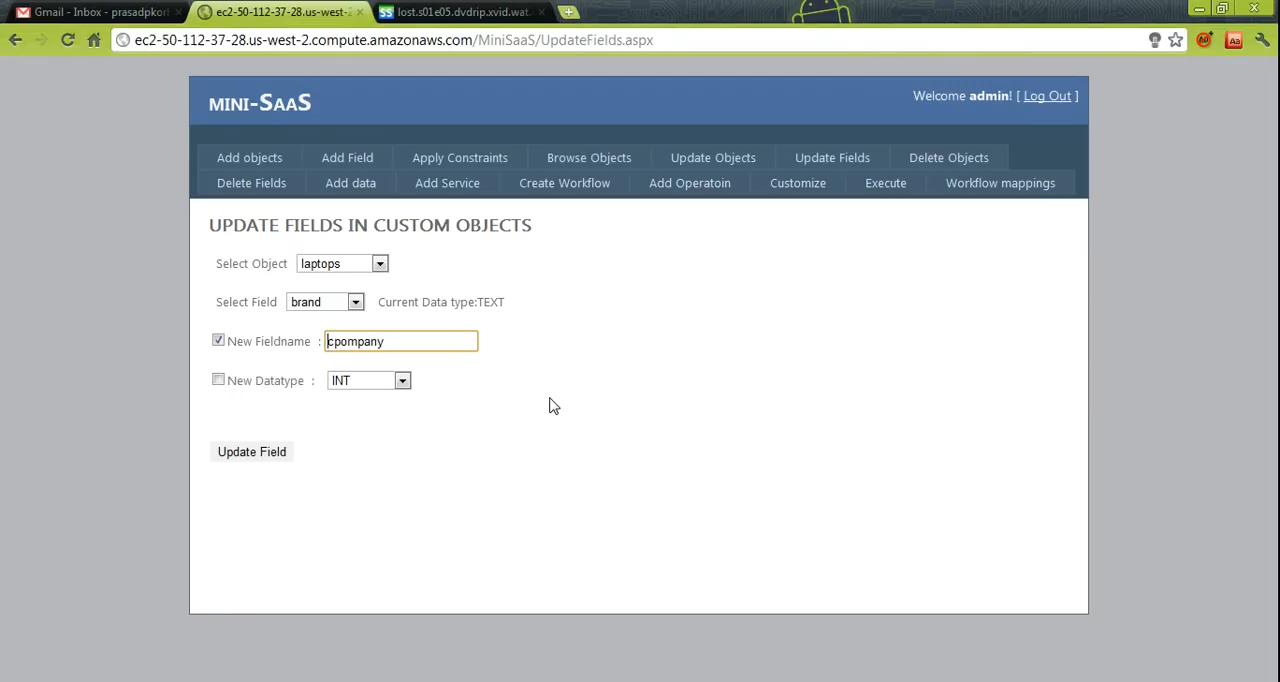 Gmail - Inbox - prasadpkor
ec2-50-112-37-28.us-west-2
lost.s01e05.dvdrip.xvid.wat
ec2-50-112-37-28.us-west-2.compute.amazonaws.com/MiniSaaS/UpdateFields.aspx
MINI-SAAS
Welcome admin! [ Log Out ]
Add objects Add Field Apply Constraints Browse Objects Update Objects Update Fields Delete Objects
Delete Fields Add data Add Service Create Workflow Add Operatoin Customize Execute Workflow mappings
UPDATE FIELDS IN CUSTOM OBJECTS
Select Object laptops
Select Field brand Current Data type:TEXT
New Fieldname : cpompany
New Datatype : INT
Update Field